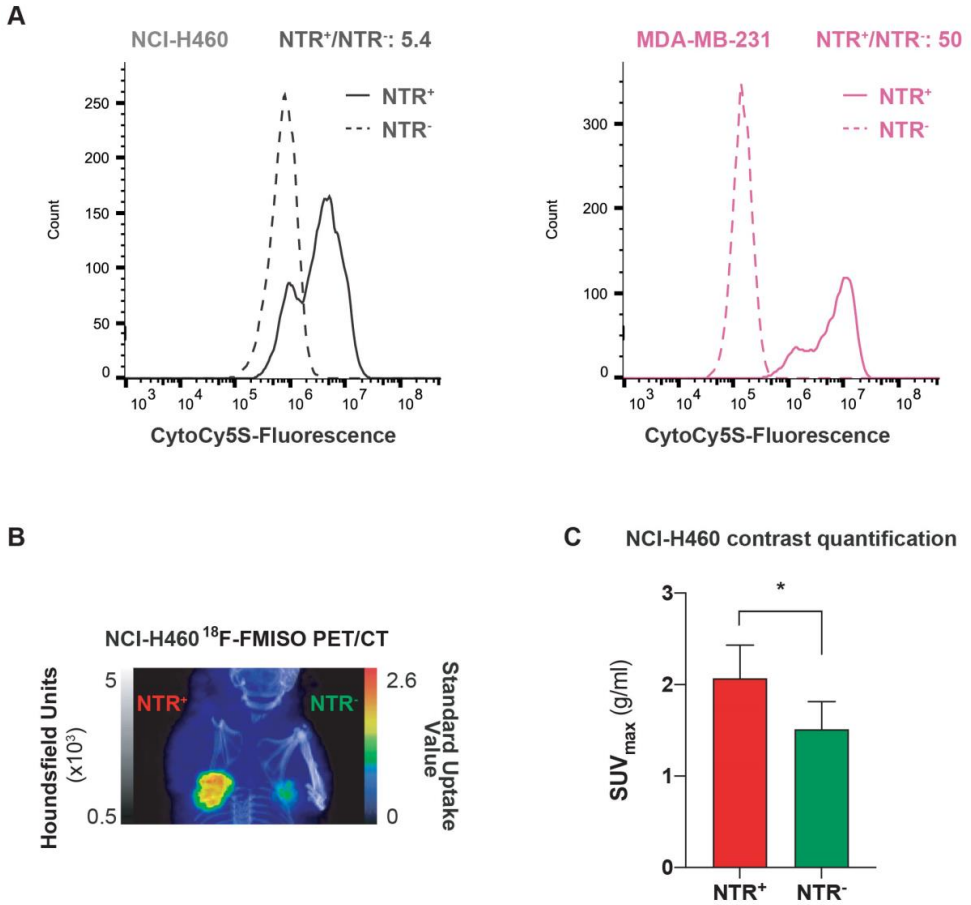 A
NCI-H460 NTR⁺/NTR⁻: 5.4
NTR⁺
NTR⁻
250
200
150
100
50
0
Count
10³ 10⁴ 10⁵ 10⁶ 10⁷ 10⁸
CytoCy5S-Fluorescence
MDA-MB-231 NTR⁺/NTR⁻: 50
NTR⁺
NTR⁻
300
200
100
0
Count
10³ 10⁴ 10⁵ 10⁶ 10⁷ 10⁸
CytoCy5S-Fluorescence
B
NCI-H460 ¹⁸F-FMISO PET/CT
Houndsfield Units
(x10³)
5
0.5
NTR⁺
NTR⁻
2.6
0
Standard Uptake
Value
C
NCI-H460 contrast quantification
*
3
2
1
0
SUVmax (g/ml)
NTR⁺ NTR⁻